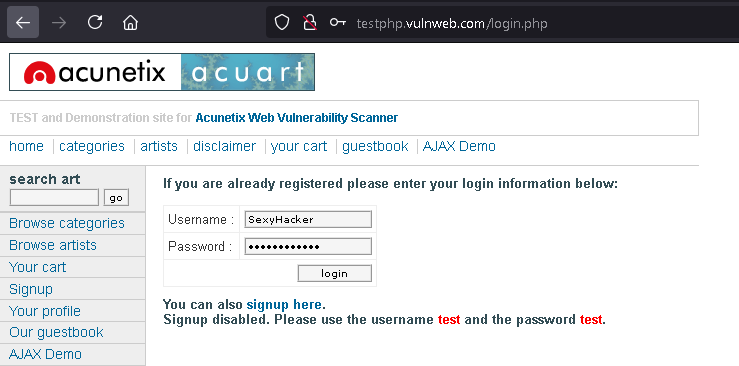 testphp.vulnweb.com/login.php
acunetix acuart
TEST and Demonstration site for Acunetix Web Vulnerability Scanner
home categories artists disclaimer your cart guestbook AJAX Demo
search art
go
Browse categories
Browse artists
Your cart
Signup
Your profile
Our guestbook
AJAX Demo
If you are already registered please enter your login information below:
Username : SexyHacker
Password : ••••••••••••
login
You can also signup here.
Signup disabled. Please use the username test and the password test.